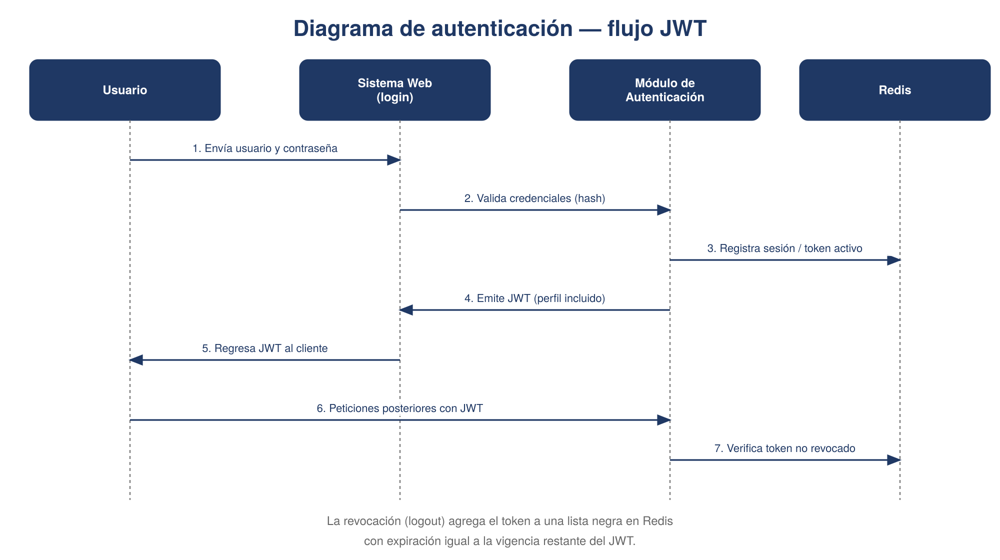 Diagrama de autenticación — flujo JWT
Usuario
Sistema Web
(login)
Módulo de
Autenticación
Redis
1. Envía usuario y contraseña
2. Valida credenciales (hash)
3. Registra sesión / token activo
4. Emite JWT (perfil incluido)
5. Regresa JWT al cliente
6. Peticiones posteriores con JWT
7. Verifica token no revocado
La revocación (logout) agrega el token a una lista negra en Redis
con expiración igual a la vigencia restante del JWT.